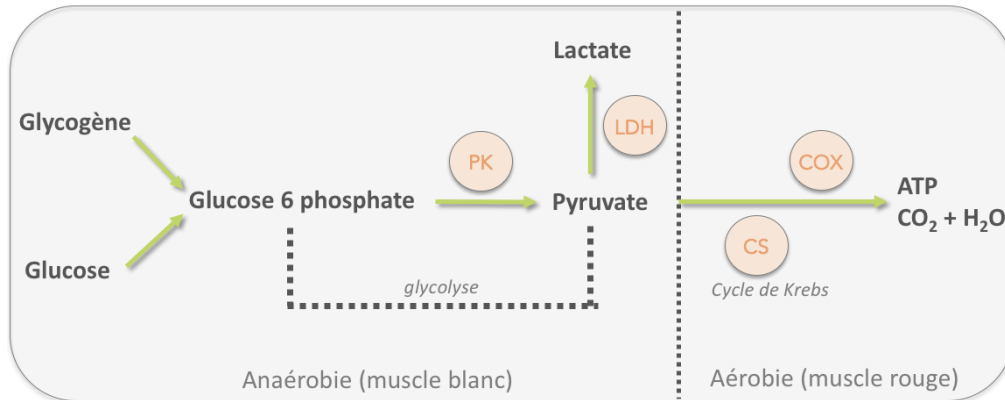 Lactate
Glycogène
LDH
PK
COX
Glucose 6 phosphate
Pyruvate
ATP
CO₂ + H₂O
CS
Glucose
glycolyse
Cycle de Krebs
Anaérobie (muscle blanc)
Aérobie (muscle rouge)